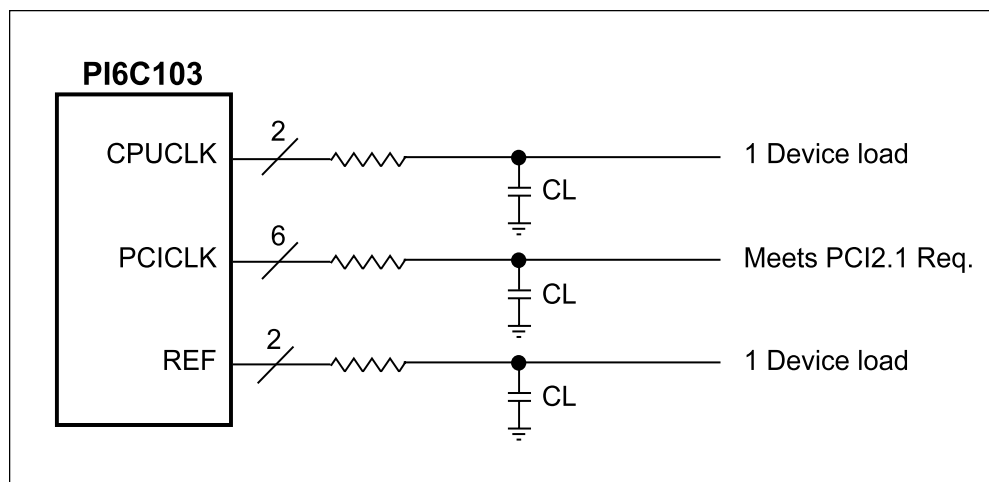 PI6C103
CPUCLK
2
CL
1 Device load
PCICLK
6
CL
Meets PCI2.1 Req.
REF
2
CL
1 Device load